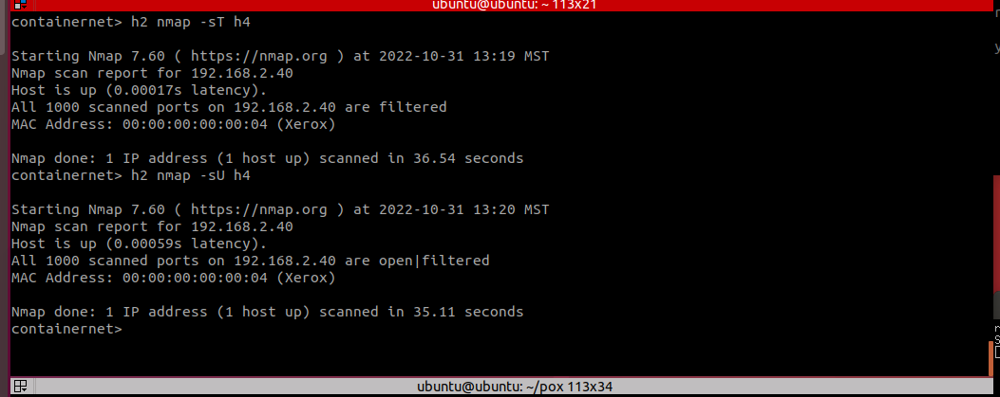 ubuntu@ubuntu: ~ 113x21
containernet> h2 nmap -sT h4
Starting Nmap 7.60 ( https://nmap.org ) at 2022-10-31 13:19 MST
Nmap scan report for 192.168.2.40
Host is up (0.00017s latency).
All 1000 scanned ports on 192.168.2.40 are filtered
MAC Address: 00:00:00:00:00:04 (Xerox)
Nmap done: 1 IP address (1 host up) scanned in 36.54 seconds
containernet> h2 nmap -sU h4
Starting Nmap 7.60 ( https://nmap.org ) at 2022-10-31 13:20 MST
Nmap scan report for 192.168.2.40
Host is up (0.00059s latency).
All 1000 scanned ports on 192.168.2.40 are open|filtered
MAC Address: 00:00:00:00:00:04 (Xerox)
Nmap done: 1 IP address (1 host up) scanned in 35.11 seconds
containernet>
ubuntu@ubuntu: ~/pox 113x34